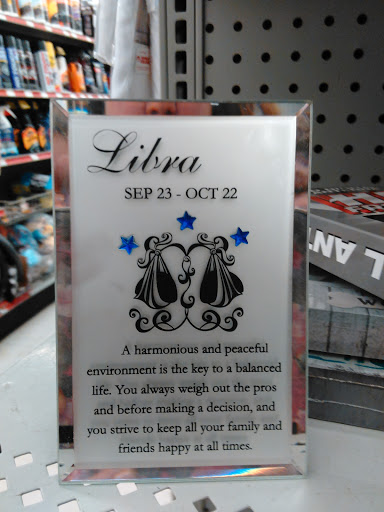 Libra
SEP 23 - OCT 22
A harmonious and peaceful
environment is the key to a balanced
life. You always weigh out the pros
and before making a decision, and
you strive to keep all your family and
friends happy at all times.
L ANT